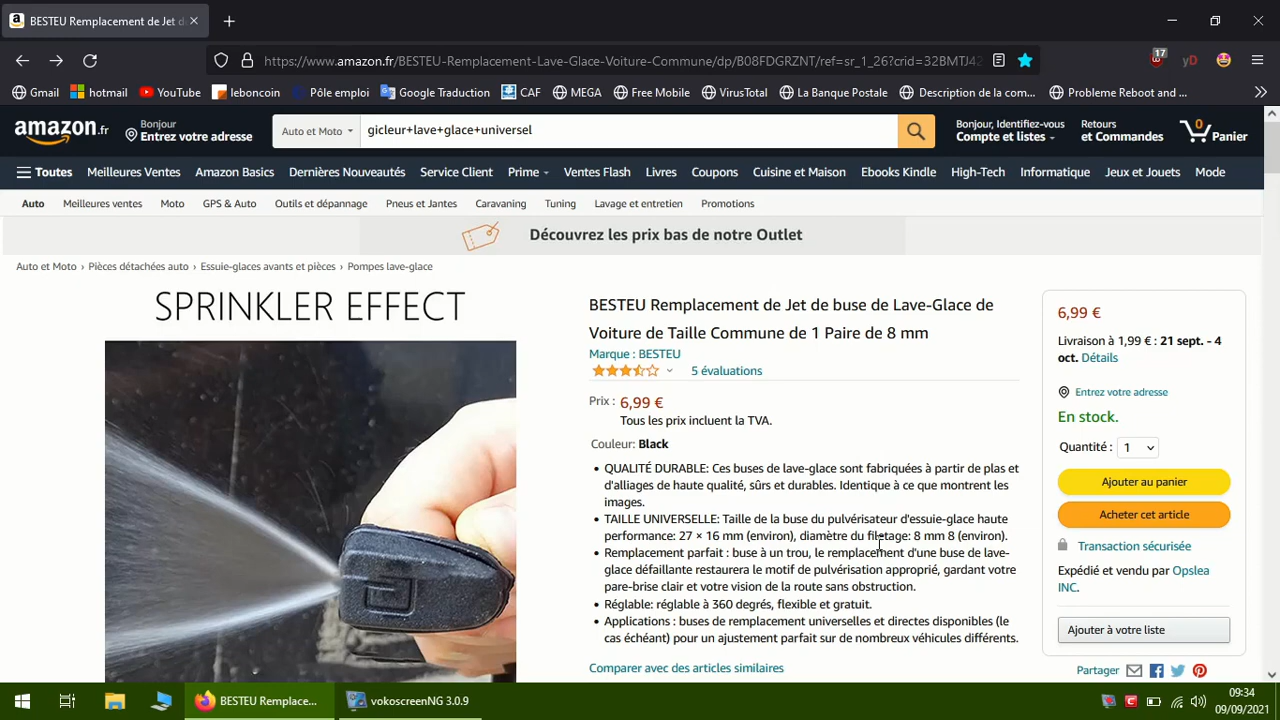 BESTEU Remplacement de Jet d
https://www.amazon.fr/BESTEU-Remplacement-Lave-Glace-Voiture-Commune/dp/B08FDGRZNT/ref=sr_1_26?crid=32BMTJ42
17
yD
Gmail hotmail YouTube leboncoin Pôle emploi Google Traduction CAF MEGA Free Mobile VirusTotal La Banque Postale Description de la com... Probleme Reboot and ...
amazon.fr
Bonjour
Entrez votre adresse
Auto et Moto
gicleur+lave+glace+universel
Bonjour, Identifiez-vous
Compte et listes
Retours
et Commandes
0
Panier
Toutes Meilleures Ventes Amazon Basics Dernières Nouveautés Service Client Prime Ventes Flash Livres Coupons Cuisine et Maison Ebooks Kindle High-Tech Informatique Jeux et Jouets Mode
Auto Meilleures ventes Moto GPS & Auto Outils et dépannage Pneus et Jantes Caravaning Tuning Lavage et entretien Promotions
Découvrez les prix bas de notre Outlet
Auto et Moto › Pièces détachées auto › Essuie-glaces avants et pièces › Pompes lave-glace
SPRINKLER EFFECT
BESTEU Remplacement de Jet de buse de Lave-Glace de
Voiture de Taille Commune de 1 Paire de 8 mm
Marque : BESTEU
5 évaluations
Prix : 6,99 €
Tous les prix incluent la TVA.
Couleur: Black
• QUALITÉ DURABLE: Ces buses de lave-glace sont fabriquées à partir de plas et
d'alliages de haute qualité, sûrs et durables. Identique à ce que montrent les
images.
• TAILLE UNIVERSELLE: Taille de la buse du pulvérisateur d'essuie-glace haute
performance: 27 × 16 mm (environ), diamètre du filetage: 8 mm 8 (environ).
• Remplacement parfait : buse à un trou, le remplacement d'une buse de lave-
glace défaillante restaurera le motif de pulvérisation approprié, gardant votre
pare-brise clair et votre vision de la route sans obstruction.
• Réglable: réglable à 360 degrés, flexible et gratuit.
• Applications : buses de remplacement universelles et directes disponibles (le
cas échéant) pour un ajustement parfait sur de nombreux véhicules différents.
Comparer avec des articles similaires
6,99 €
Livraison à 1,99 € : 21 sept. - 4
oct. Détails
Entrez votre adresse
En stock.
Quantité : 1
Ajouter au panier
Acheter cet article
Transaction sécurisée
Expédié et vendu par Opslea
INC.
Ajouter à votre liste
Partager
BESTEU Remplace...
vokoscreenNG 3.0.9
09:34
09/09/2021